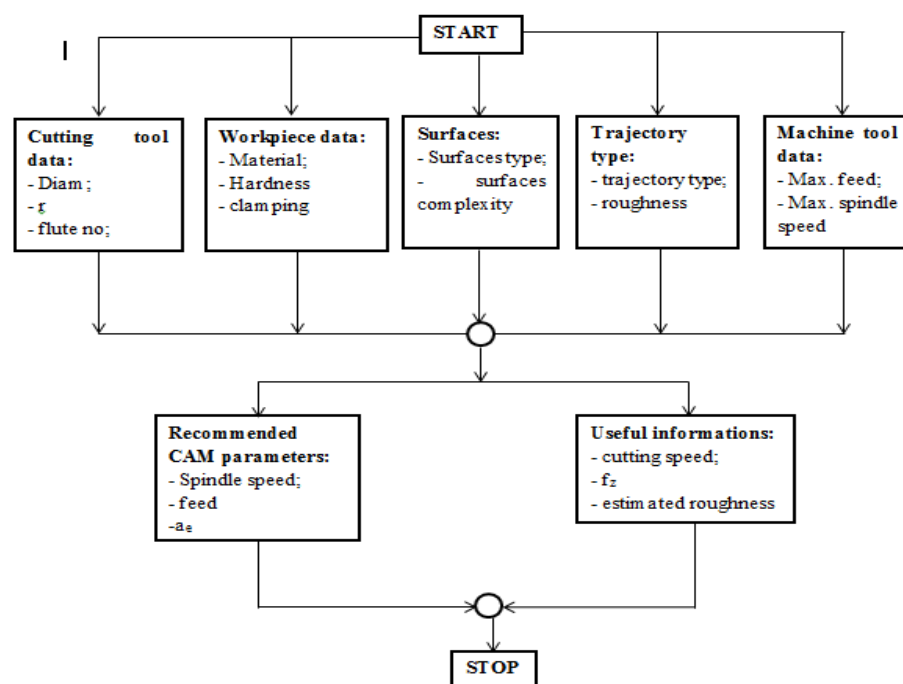 START
Cutting tool
data:
- Diam ;
- r
- flute no;
Workpiece data:
- Material;
- Hardness
- clamping
Surfaces:
- Surfaces type;
- surfaces
complexity
Trajectory
type:
- trajectory type;
- roughness
Machine tool
data:
- Max. feed;
- Max. spindle
speed
Recommended
CAM parameters:
- Spindle speed;
- feed
-ae
Useful informations:
- cutting speed;
- fz
- estimated roughness
STOP